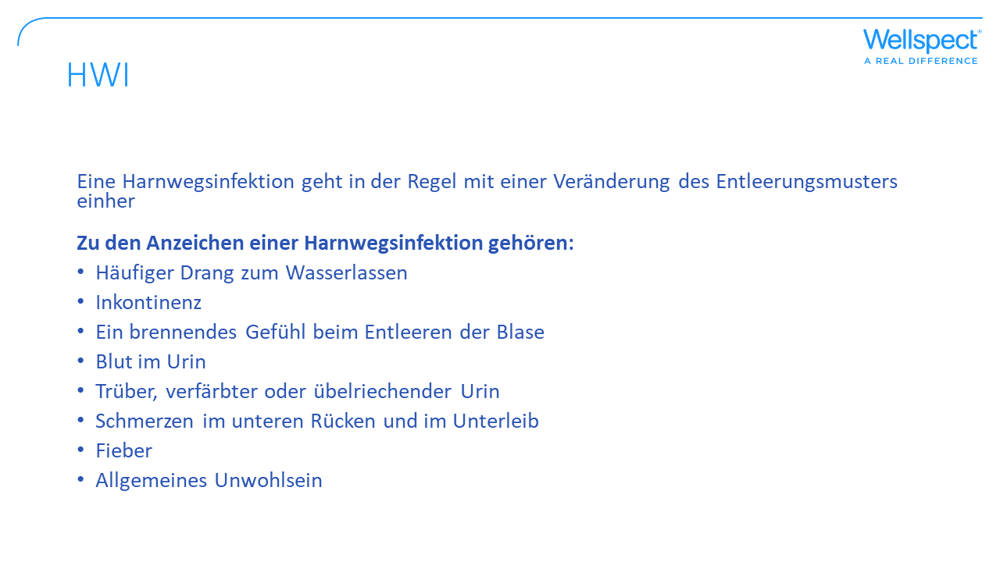 Wellspect®
A REAL DIFFERENCE
HWI
Eine Harnwegsinfektion geht in der Regel mit einer Veränderung des Entleerungsmusters
einher
Zu den Anzeichen einer Harnwegsinfektion gehören:
• Häufiger Drang zum Wasserlassen
• Inkontinenz
• Ein brennendes Gefühl beim Entleeren der Blase
• Blut im Urin
• Trüber, verfärbter oder übelriechender Urin
• Schmerzen im unteren Rücken und im Unterleib
• Fieber
• Allgemeines Unwohlsein